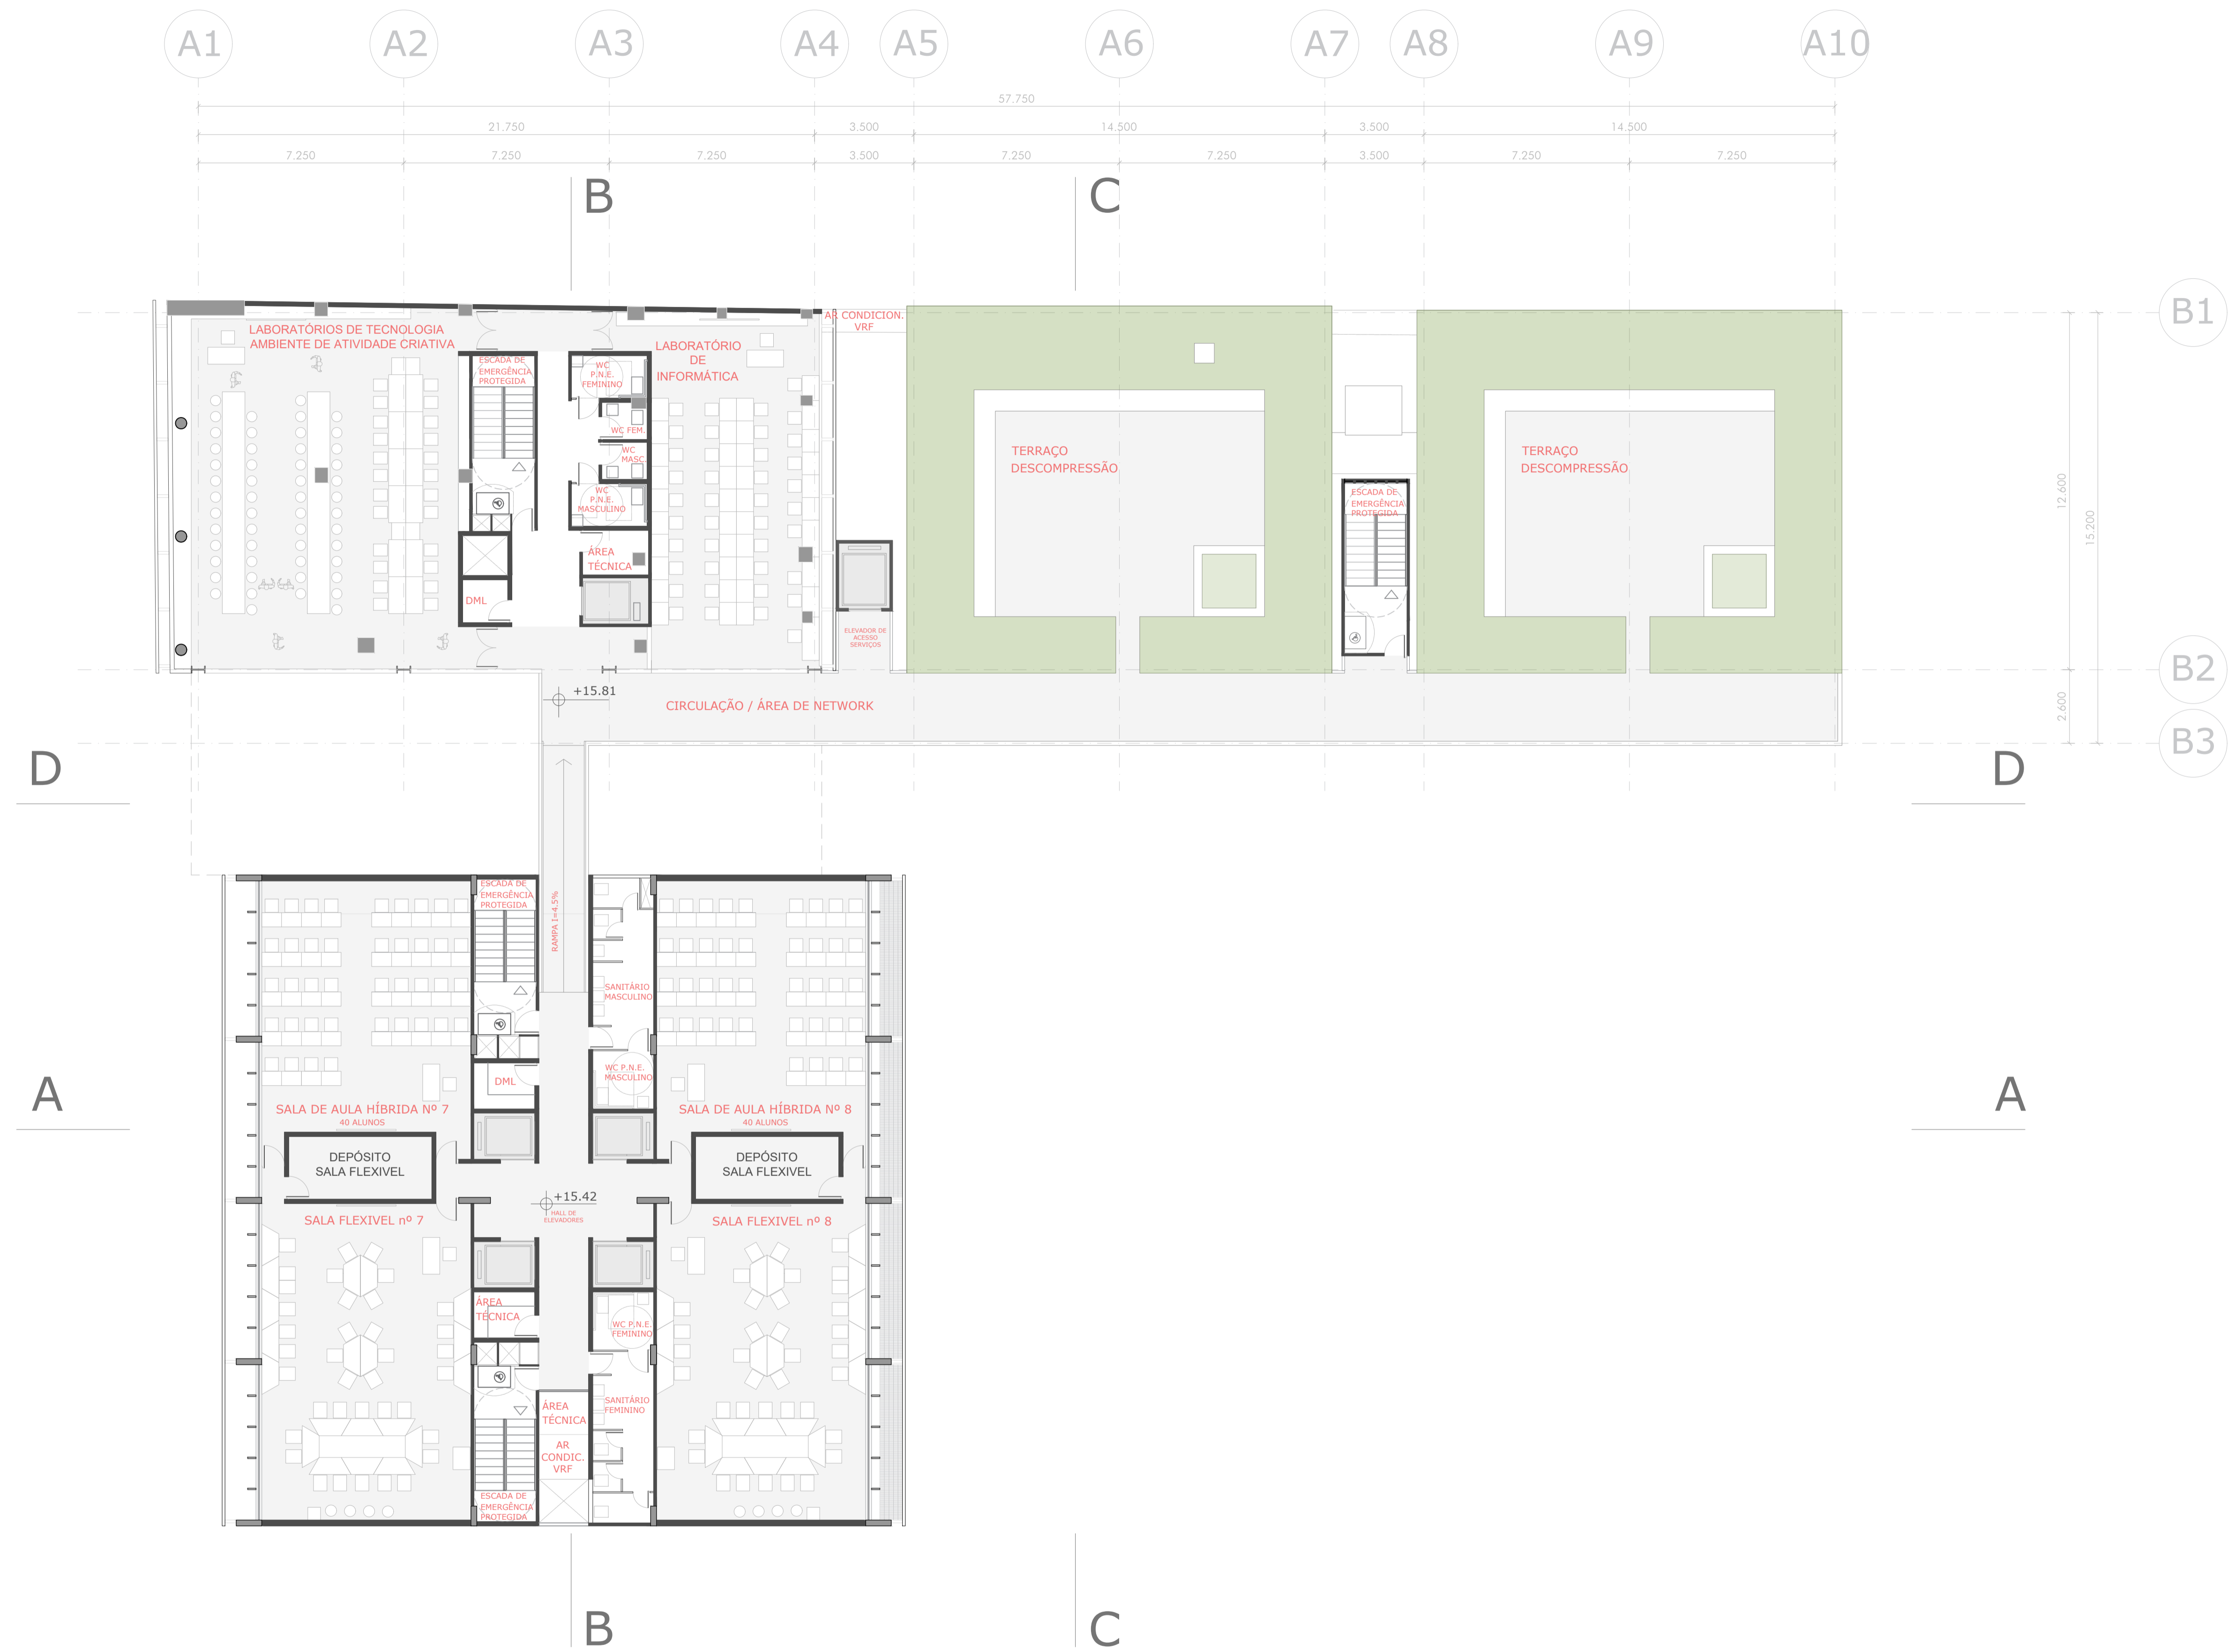 A1 A2 A3 A4 A5 A6 A7 A8 A9 A10
57.750
21.750 3.500 14.500 3.500 14.500
7.250 7.250 7.250 3.500 7.250 7.250 3.500 7.250 7.250
B C
B1
B2
B3
12.600
15.200
2.600
LABORATÓRIOS DE TECNOLOGIA
AMBIENTE DE ATIVIDADE CRIATIVA
ESCADA DE
EMERGÊNCIA
PROTEGIDA
WC
P.N.E.
FEMININO
WC FEM.
WC
MASC.
WC
P.N.E.
MASCULINO
ÁREA
TÉCNICA
DML
LABORATÓRIO
DE
INFORMÁTICA
AR CONDICION.
VRF
ELEVADOR DE
ACESSO
SERVIÇOS
TERRAÇO
DESCOMPRESSÃO
ESCADA DE
EMERGÊNCIA
PROTEGIDA
TERRAÇO
DESCOMPRESSÃO
+15.81
CIRCULAÇÃO / ÁREA DE NETWORK
D D
RAMPA I=4.5%
ESCADA DE
EMERGÊNCIA
PROTEGIDA
SANITÁRIO
MASCULINO
WC P.N.E.
MASCULINO
DML
A A
SALA DE AULA HÍBRIDA Nº 7
40 ALUNOS
SALA DE AULA HÍBRIDA Nº 8
40 ALUNOS
DEPÓSITO
SALA FLEXIVEL
DEPÓSITO
SALA FLEXIVEL
+15.42
HALL DE
ELEVADORES
SALA FLEXIVEL nº 7
SALA FLEXIVEL nº 8
ÁREA
TÉCNICA
WC P.N.E.
FEMININO
SANITÁRIO
FEMININO
ÁREA
TÉCNICA
AR
CONDIC.
VRF
ESCADA DE
EMERGÊNCIA
PROTEGIDA
B C